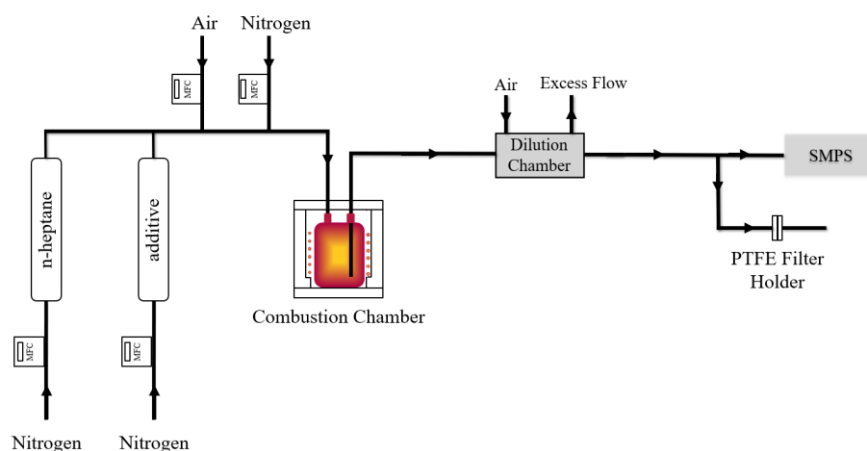 Air
Nitrogen
MFC
MFC
Air
Excess Flow
Dilution
Chamber
SMPS
n-heptane
additive
PTFE Filter
Holder
Combustion Chamber
MFC
MFC
Nitrogen
Nitrogen